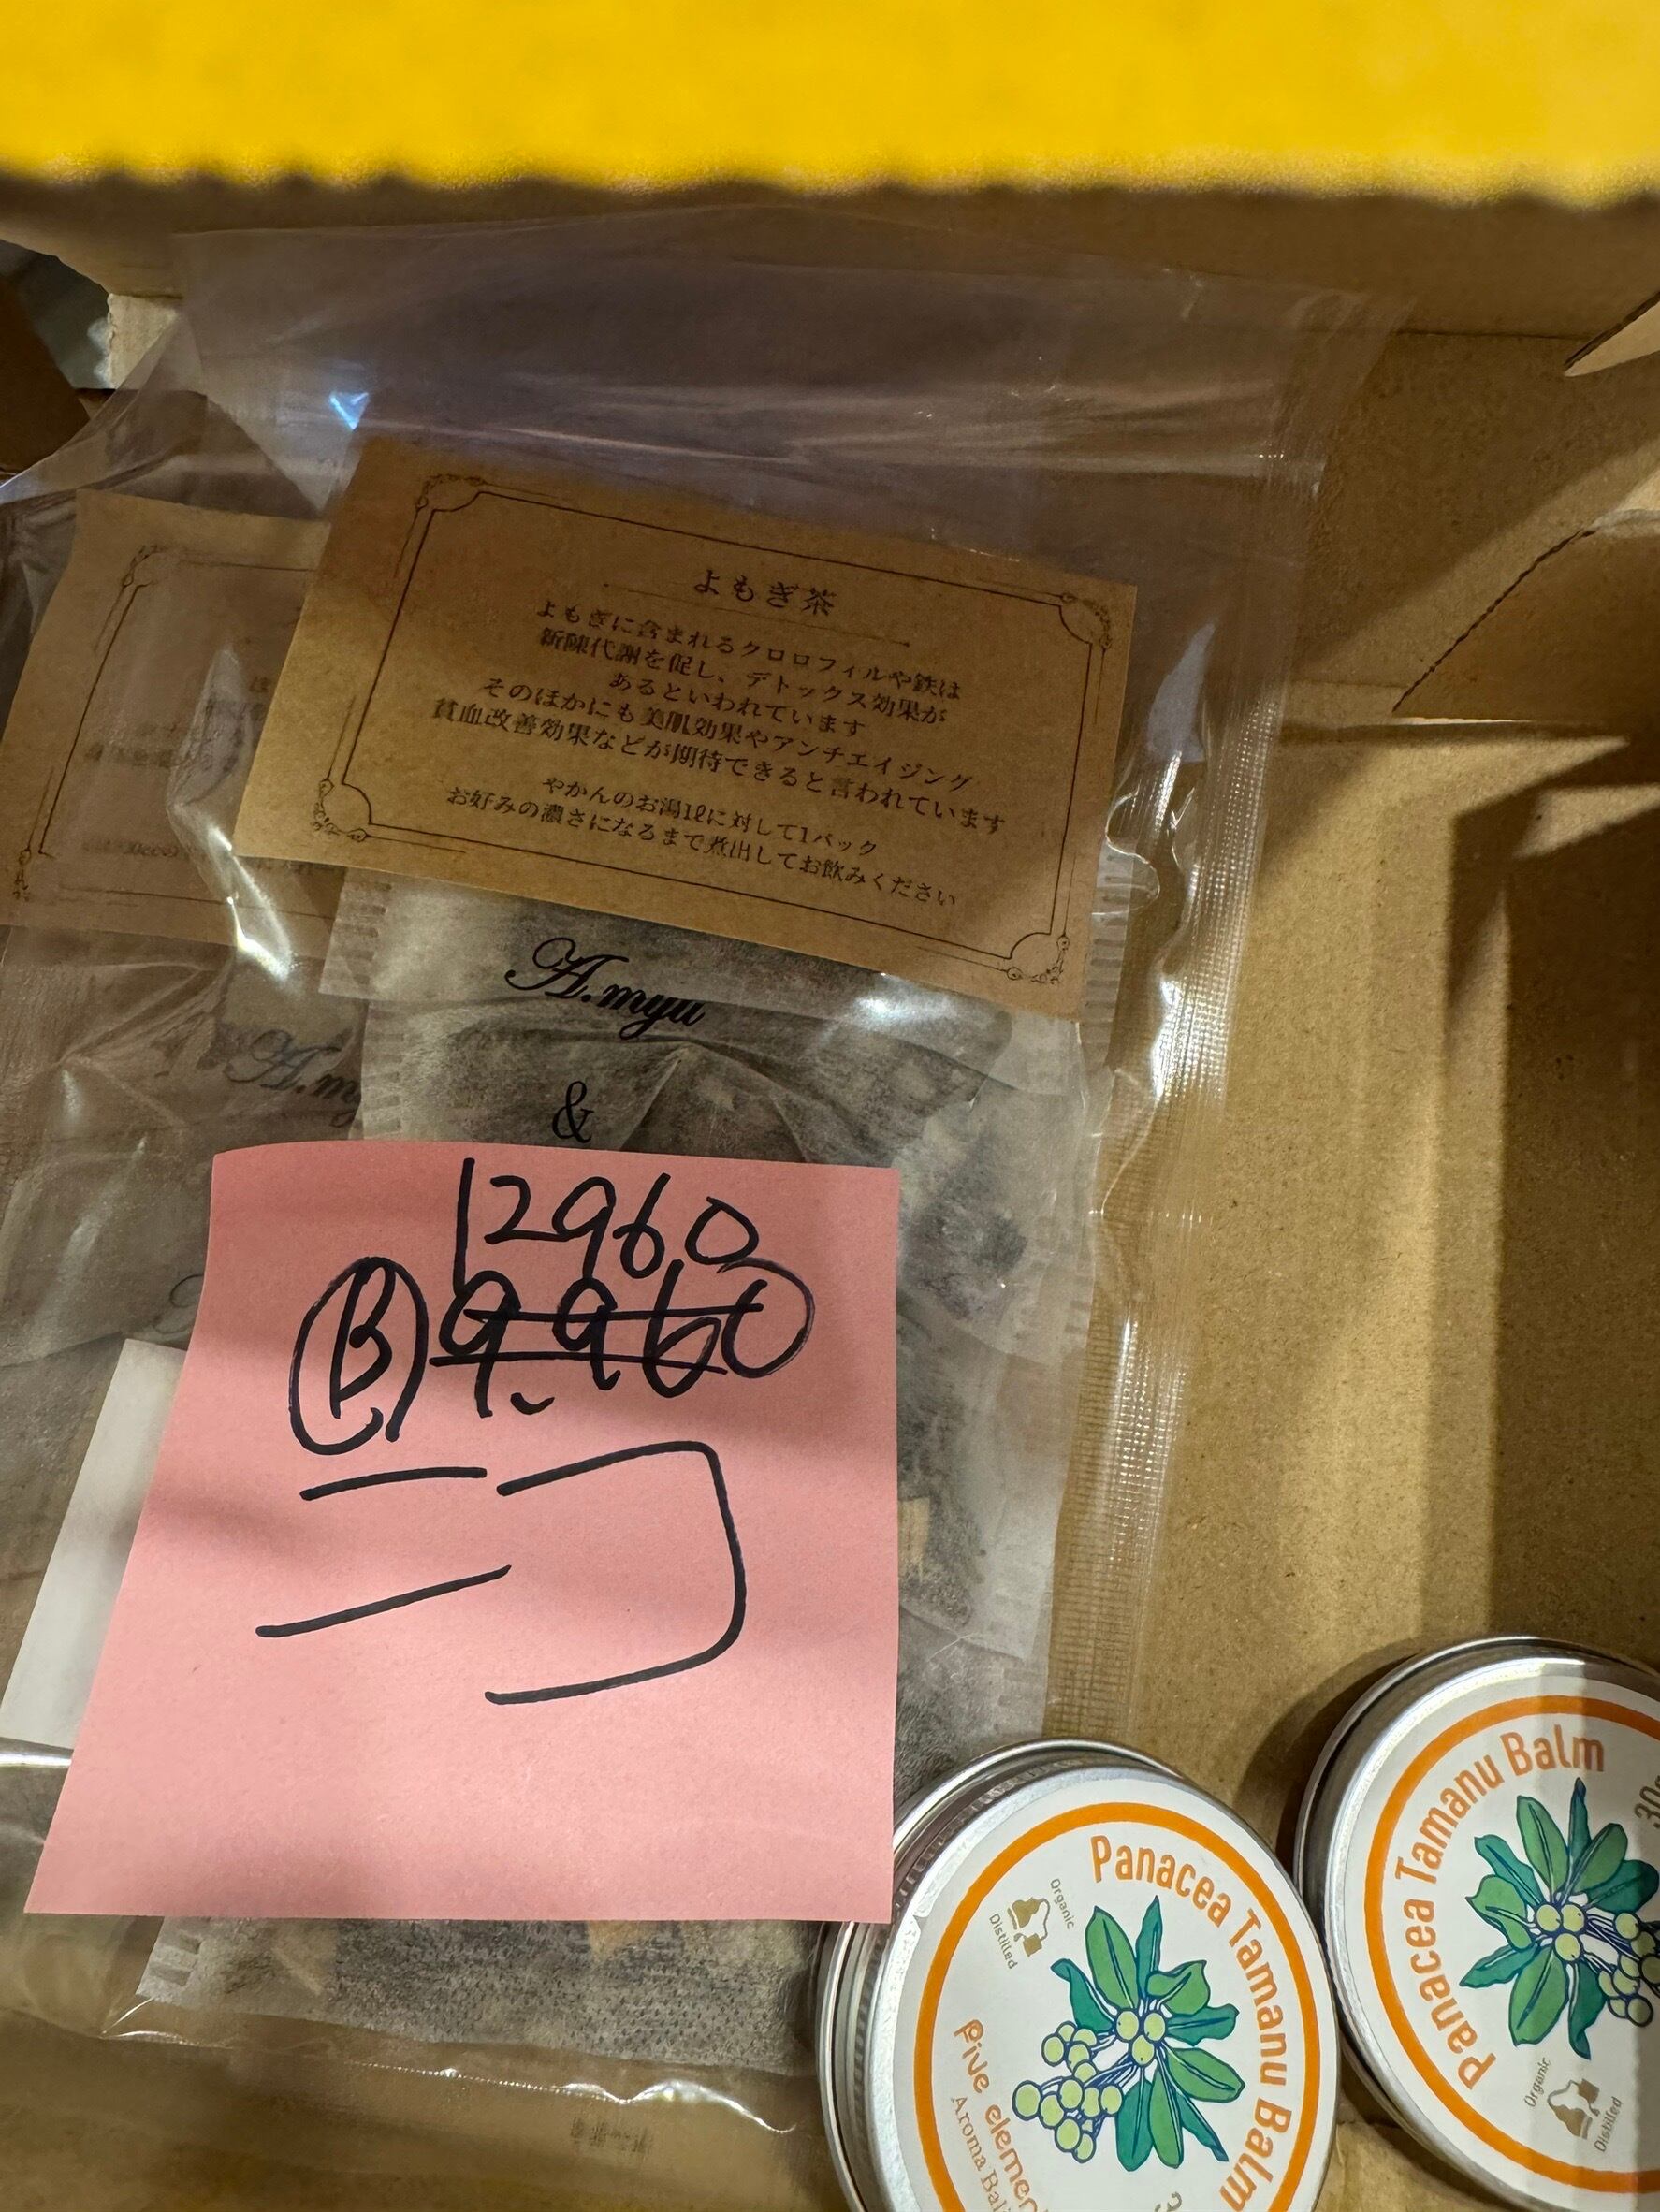 よもぎ茶
よもぎに含まれるクロロフィルや鉄は
新陳代謝を促し、デトックス効果が
あるといわれています
そのほかにも美肌効果やアンチエイジング
貧血改善効果などが期待できると言われています
やかんのお湯1ℓに対して1パック
お好みの濃さになるまで煮出してお飲みください
A.myu
&
A.my
12960
Ⓑ 9.960
ニコ
Panacea Tamanu Balm
Organic
Distilled
Five elemen
Aroma Bal
Panacea Tamanu Balm
30g
Organic
Distilled